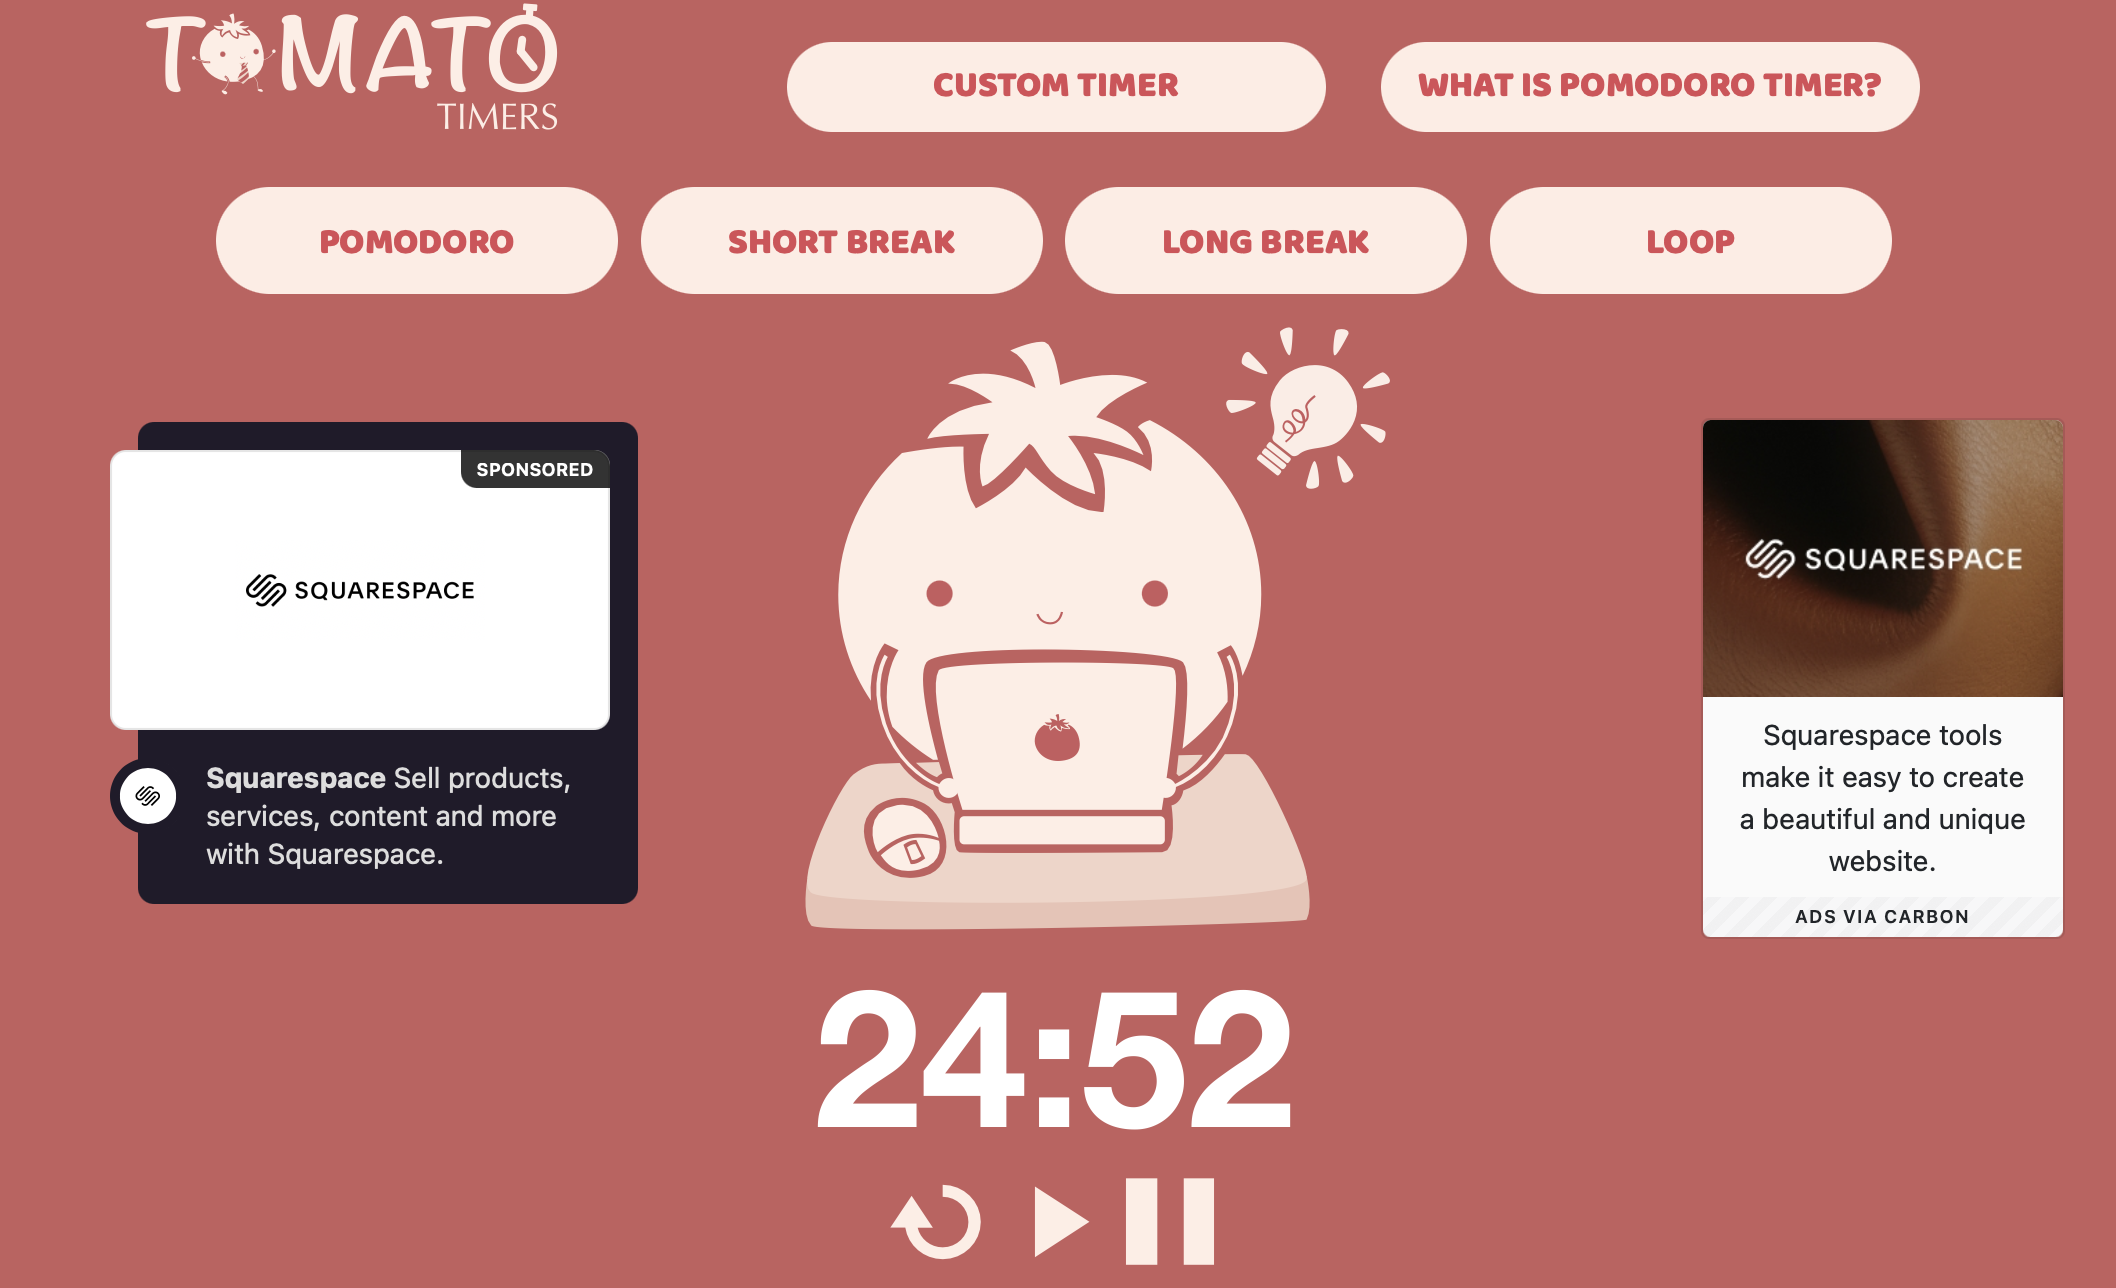 TOMATO
TIMERS
CUSTOM TIMER
WHAT IS POMODORO TIMER?
POMODORO
SHORT BREAK
LONG BREAK
LOOP
SPONSORED
SQUARESPACE
Squarespace Sell products,
services, content and more
with Squarespace.
SQUARESPACE
Squarespace tools
make it easy to create
a beautiful and unique
website.
ADS VIA CARBON
24:52